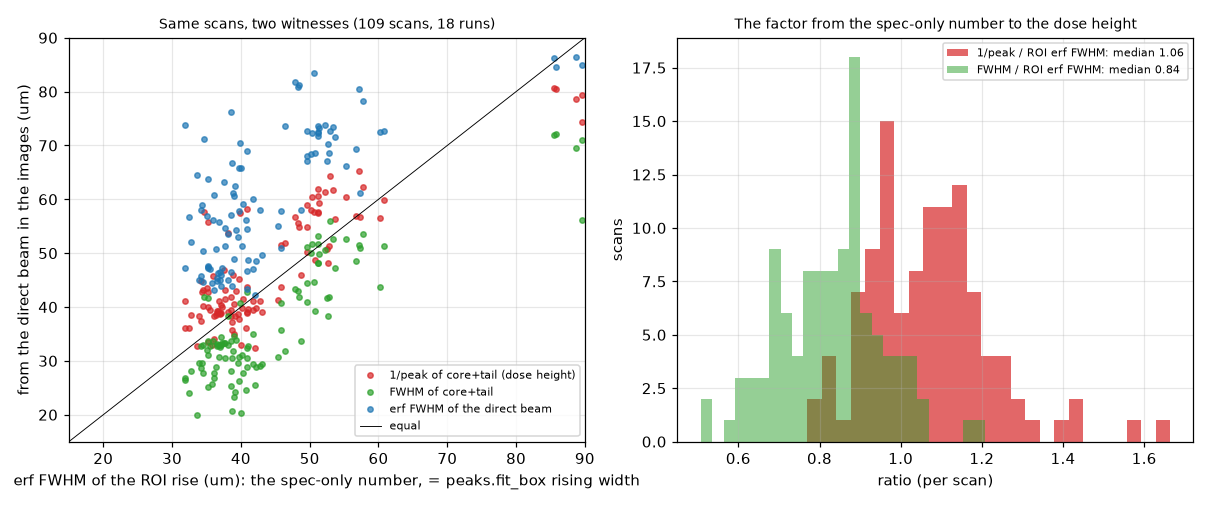 Same scans, two witnesses (109 scans, 18 runs)
from the direct beam in the images (um)
90
80
70
60
50
40
30
20
1/peak of core+tail (dose height)
FWHM of core+tail
erf FWHM of the direct beam
equal
20 30 40 50 60 70 80 90
erf FWHM of the ROI rise (um): the spec-only number, = peaks.fit_box rising width
The factor from the spec-only number to the dose height
scans
17.5
15.0
12.5
10.0
7.5
5.0
2.5
0.0
1/peak / ROI erf FWHM: median 1.06
FWHM / ROI erf FWHM: median 0.84
0.6 0.8 1.0 1.2 1.4 1.6
ratio (per scan)